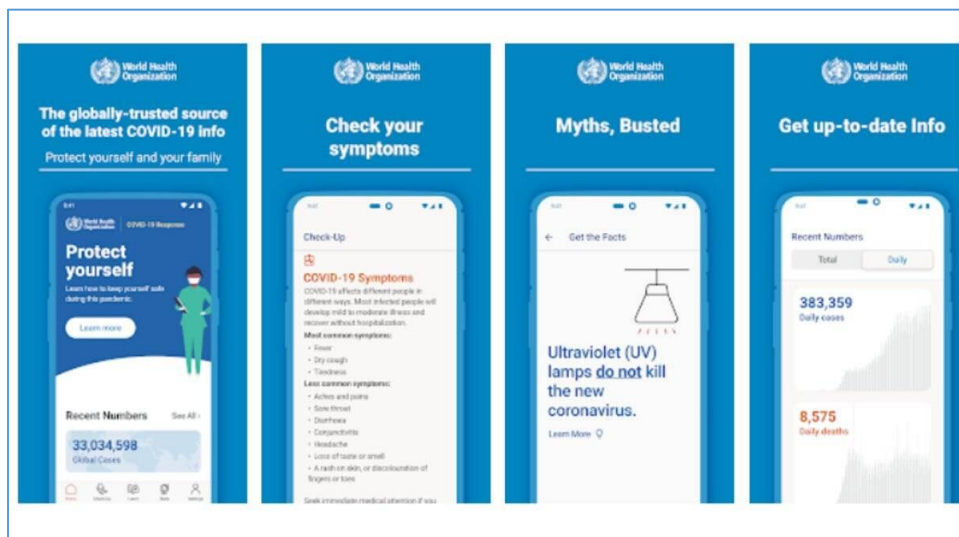 World Health
Organization
The globally-trusted source
of the latest COVID-19 info
Protect yourself and your family
9:41
World Health
Organization
COVID-19 Response
Protect
yourself
Learn how to keep yourself safe
during this pandemic.
Learn more
Recent Numbers
See All ›
33,034,598
Global Cases
World Health
Organization
Check your
symptoms
Check-Up
COVID-19 Symptoms
COVID-19 affects different people in
different ways. Most infected people will
develop mild to moderate illness and
recover without hospitalization.
Most common symptoms:
• Fever
• Dry cough
• Tiredness
Less common symptoms:
• Aches and pains
• Sore throat
• Diarrhoea
• Conjunctivitis
• Headache
• Loss of taste or smell
• A rash on skin, or discolouration of
fingers or toes
Seek immediate medical attention if you
World Health
Organization
Myths, Busted
← Get the Facts
Ultraviolet (UV)
lamps do not kill
the new
coronavirus.
Learn More
World Health
Organization
Get up-to-date Info
Recent Numbers
Total
Daily
383,359
Daily cases
8,575
Daily deaths